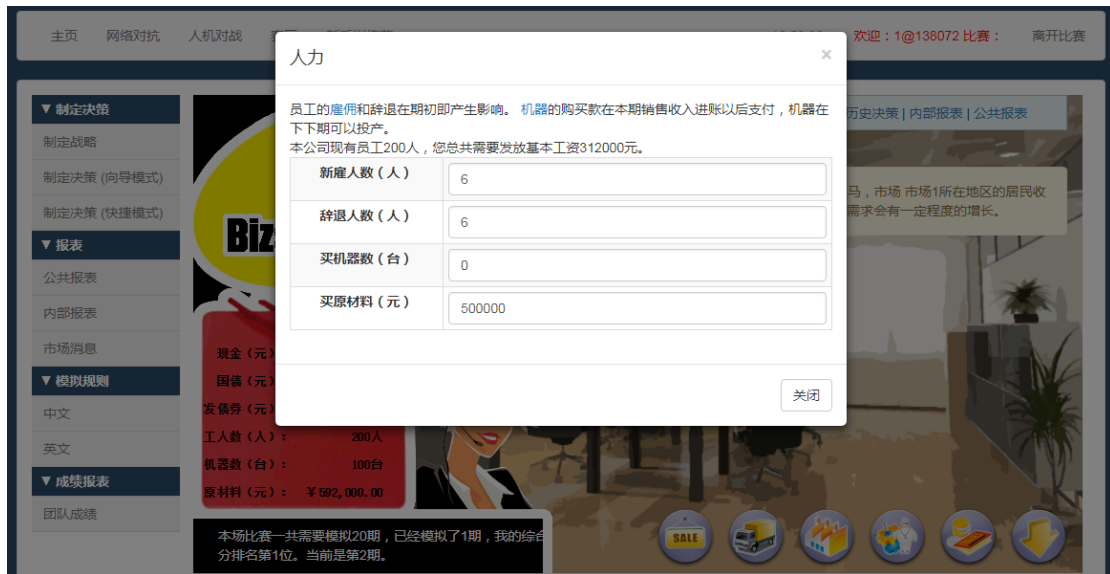 主页 网络对抗 人机对战
欢迎：1@138072 比赛： 离开比赛
人力 ×
▼ 制定决策
制定战略
制定决策 (向导模式)
制定决策 (快捷模式)
▼ 报表
公共报表
内部报表
市场消息
▼ 模拟规则
中文
英文
▼ 成绩报表
团队成绩
历史决策 | 内部报表 | 公共报表
员工的雇佣和辞退在期初即产生影响。 机器的购买款在本期销售收入进账以后支付，机器在
下下期可以投产。
本公司现有员工200人，您总共需要发放基本工资312000元。
新雇人数（人） 6
辞退人数（人） 6
买机器数（台） 0
买原材料（元） 500000
关闭
马，市场 市场1所在地区的居民收
需求会有一定程度的增长。
Biz
现金（元）
国债（元）
发债券（元）
工人数（人）： 200人
机器数（台）： 100台
原材料（元）： ￥592,000.00
本场比赛一共需要模拟20期，已经模拟了1期，我的综合
分排名第1位。当前是第2期。
SALE